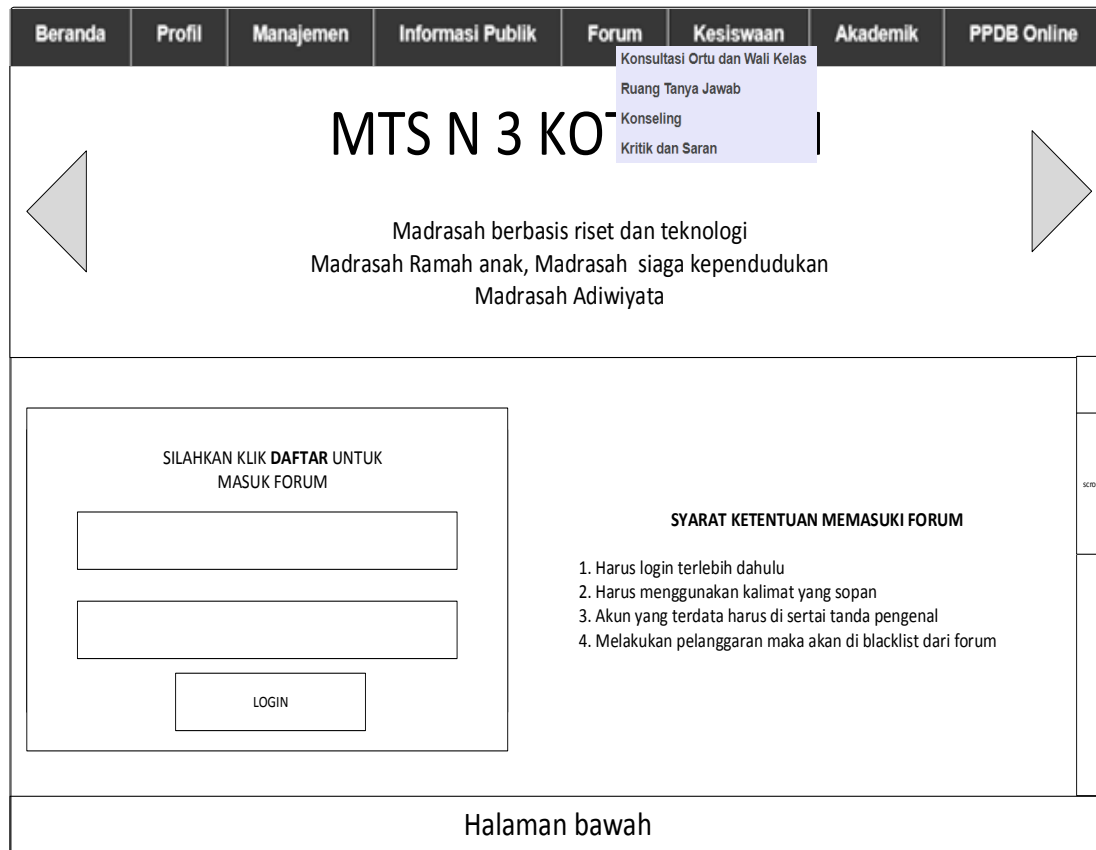 Beranda Profil Manajemen Informasi Publik Forum Kesiswaan Akademik PPDB Online
Konsultasi Ortu dan Wali Kelas
Ruang Tanya Jawab
Konseling
Kritik dan Saran
MTS N 3
Madrasah berbasis riset dan teknologi
Madrasah Ramah anak, Madrasah siaga kependudukan
Madrasah Adiwiyata
SILAHKAN KLIK DAFTAR UNTUK
MASUK FORUM
LOGIN
SYARAT KETENTUAN MEMASUKI FORUM
1. Harus login terlebih dahulu
2. Harus menggunakan kalimat yang sopan
3. Akun yang terdata harus di sertai tanda pengenal
4. Melakukan pelanggaran maka akan di blacklist dari forum
Halaman bawah